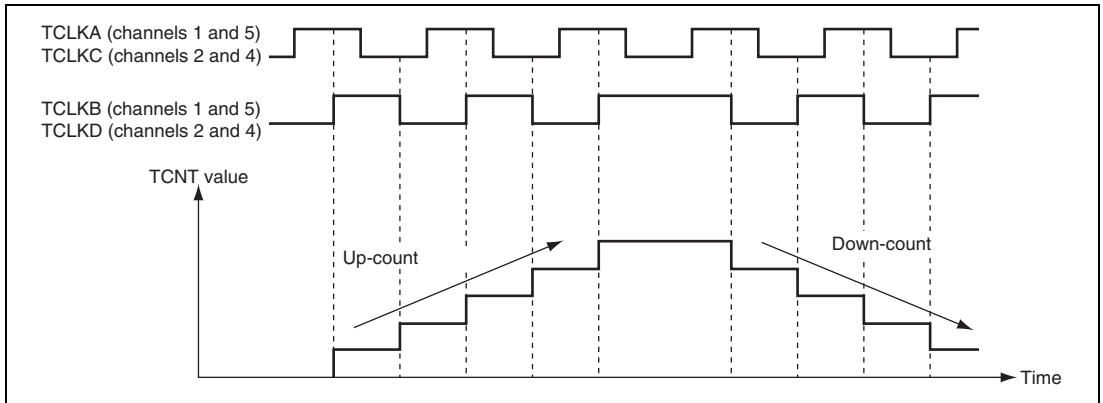 TCLKA (channels 1 and 5)
TCLKC (channels 2 and 4)
TCLKB (channels 1 and 5)
TCLKD (channels 2 and 4)
TCNT value
Up-count
Down-count
Time